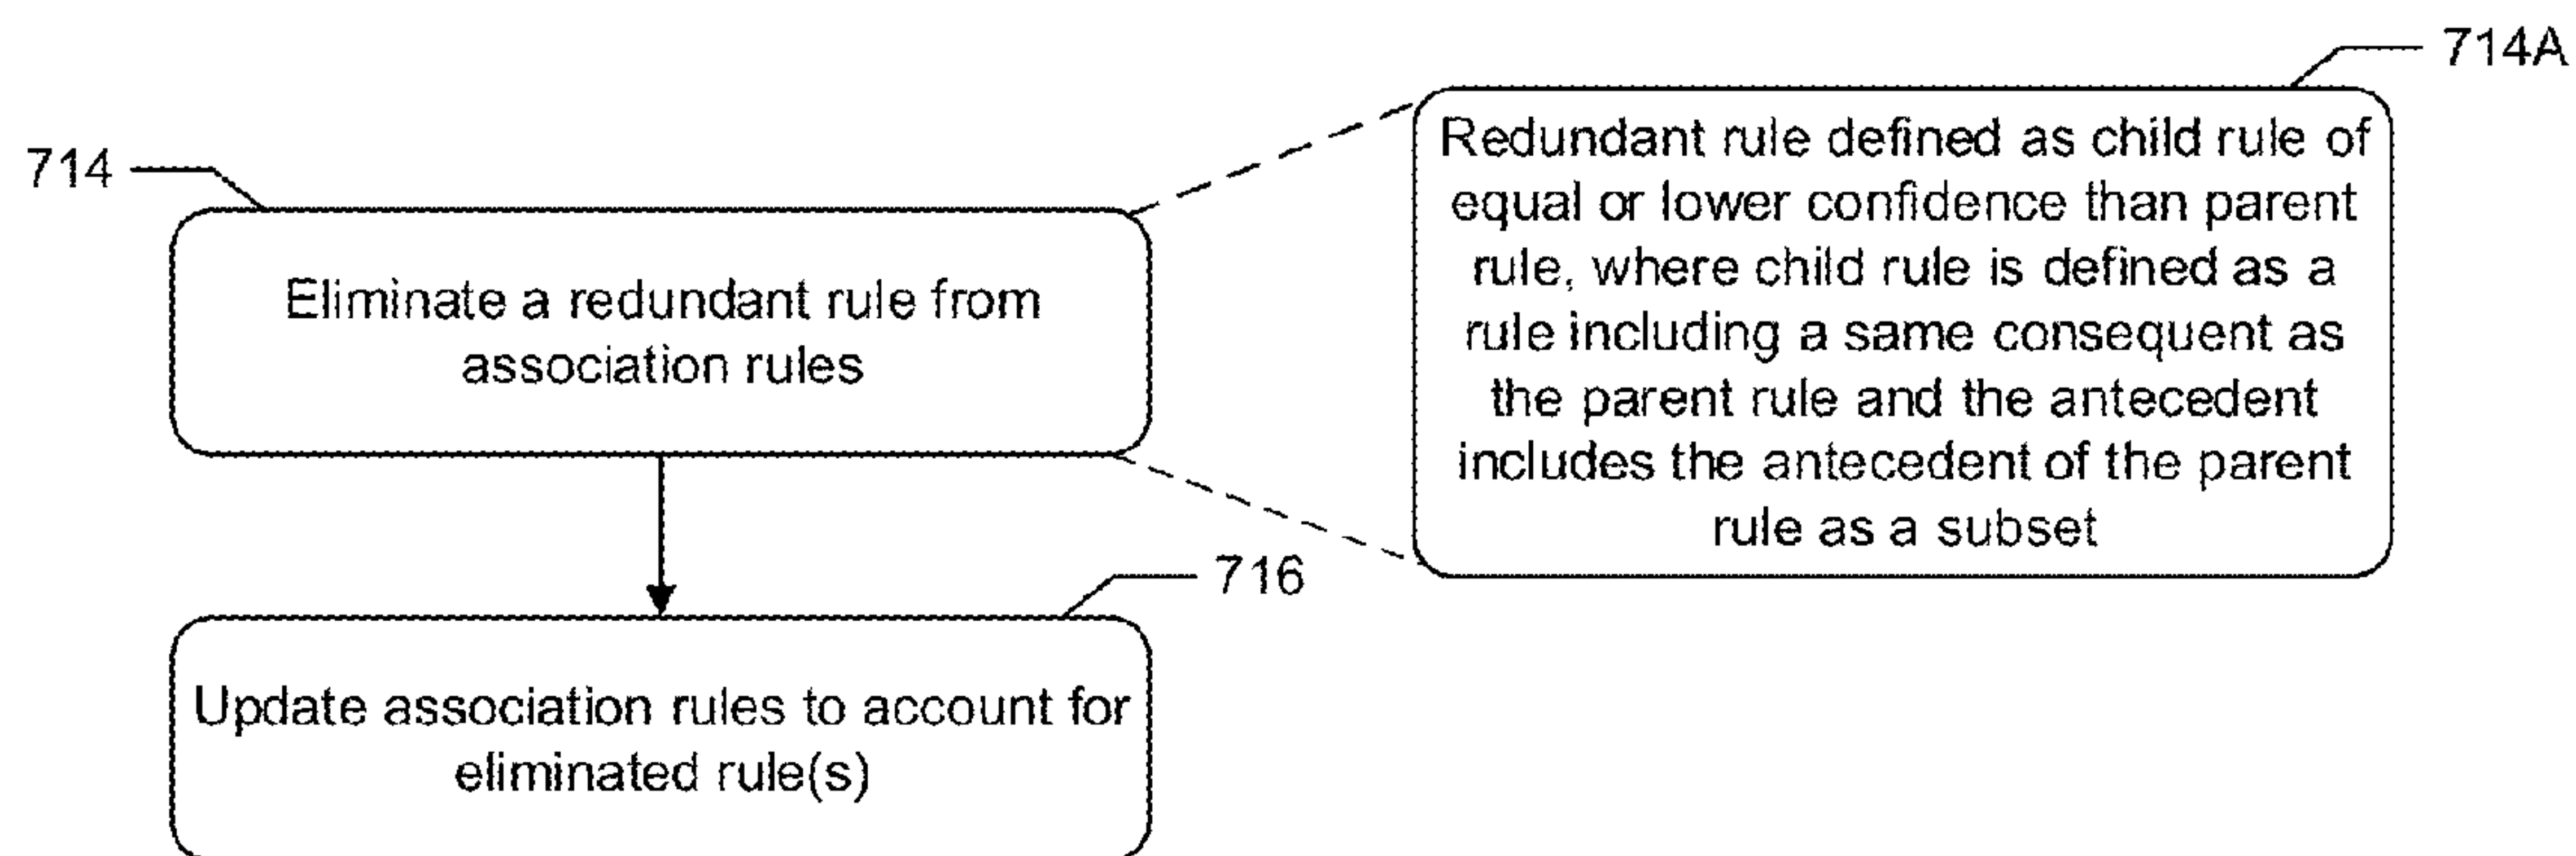 714
Eliminate a redundant rule from
association rules
714A
Redundant rule defined as child rule of
equal or lower confidence than parent
rule, where child rule is defined as a
rule including a same consequent as
the parent rule and the antecedent
includes the antecedent of the parent
rule as a subset
716
Update association rules to account for
eliminated rule(s)